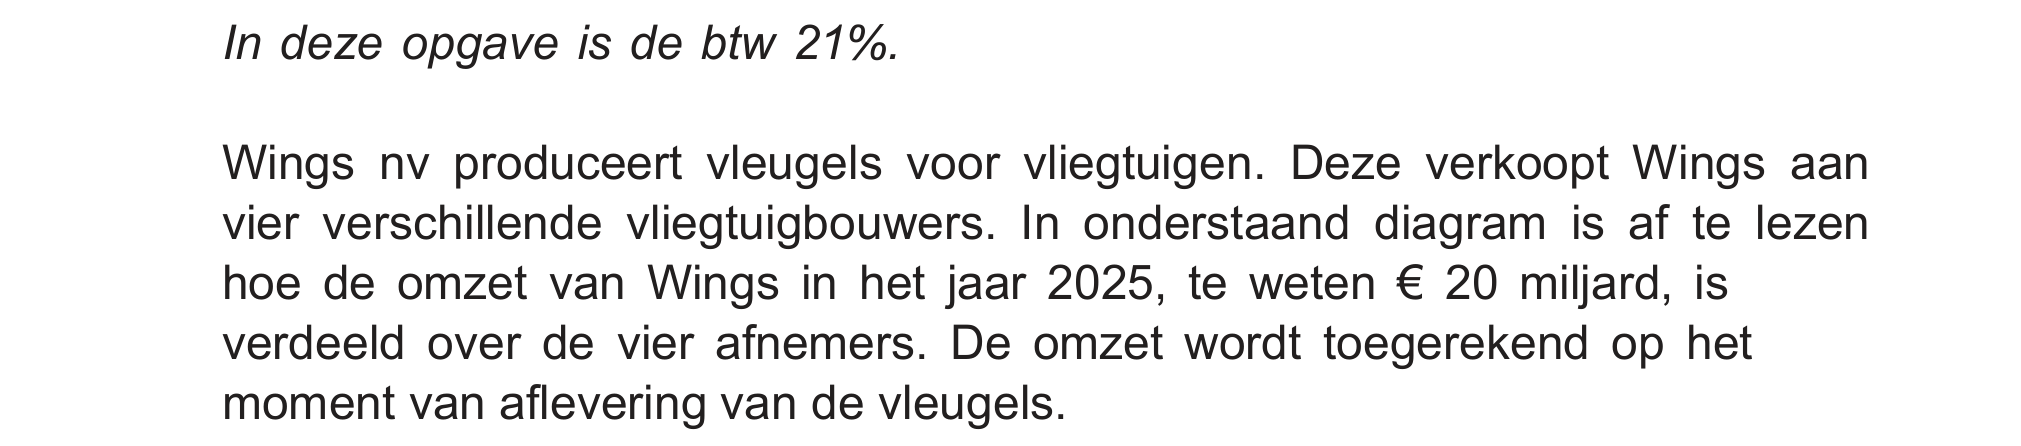 In deze opgave is de btw 21%.
Wings nv produceert vleugels voor vliegtuigen. Deze verkoopt Wings aan
vier verschillende vliegtuigbouwers. In onderstaand diagram is af te lezen
hoe de omzet van Wings in het jaar 2025, te weten € 20 miljard, is
verdeeld over de vier afnemers. De omzet wordt toegerekend op het
moment van aflevering van de vleugels.